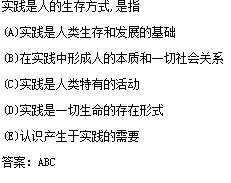 实践是人的生存方式,是指
(A)实践是人类生存和发展的基础
(B)在实践中形成人的本质和一切社会关系
(C)实践是人类特有的活动
(D)实践是一切生命的存在形式
(E)认识产生于实践的需要
答案: ABC